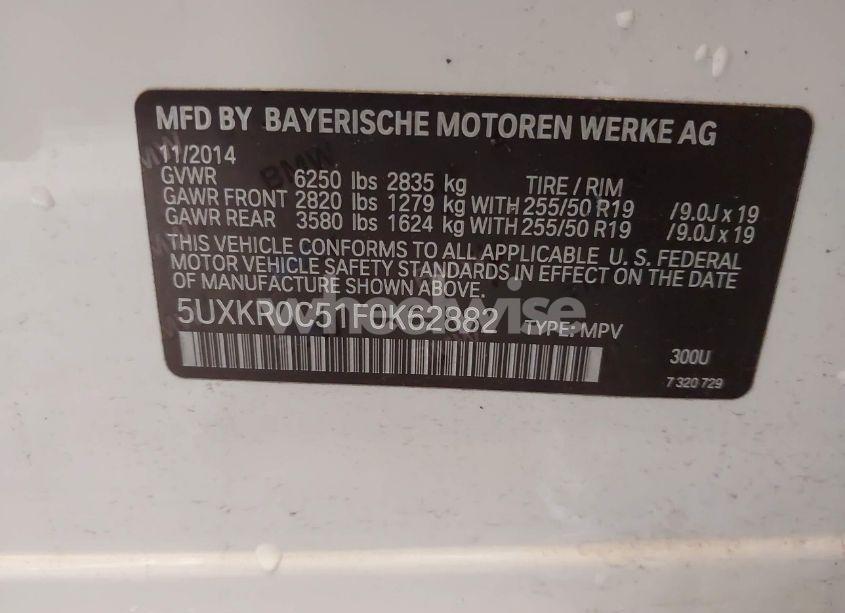 MFD BY BAYERISCHE MOTOREN WERKE AG
11/2014
GVWR 6250 lbs 2835 kg TIRE / RIM
GAWR FRONT 2820 lbs 1279 kg WITH 255/50 R19 /9.0J x 19
GAWR REAR 3580 lbs 1624 kg WITH 255/50 R19 /9.0J x 19
THIS VEHICLE CONFORMS TO ALL APPLICABLE U. S. FEDERAL
MOTOR VEHICLE SAFETY STANDARDS IN EFFECT ON THE DATE
OF MANUFACTURE SHOWN ABOVE.
5UXKR0C51F0K62882 TYPE: MPV
300U
7 320 729
BMW
wheelwise